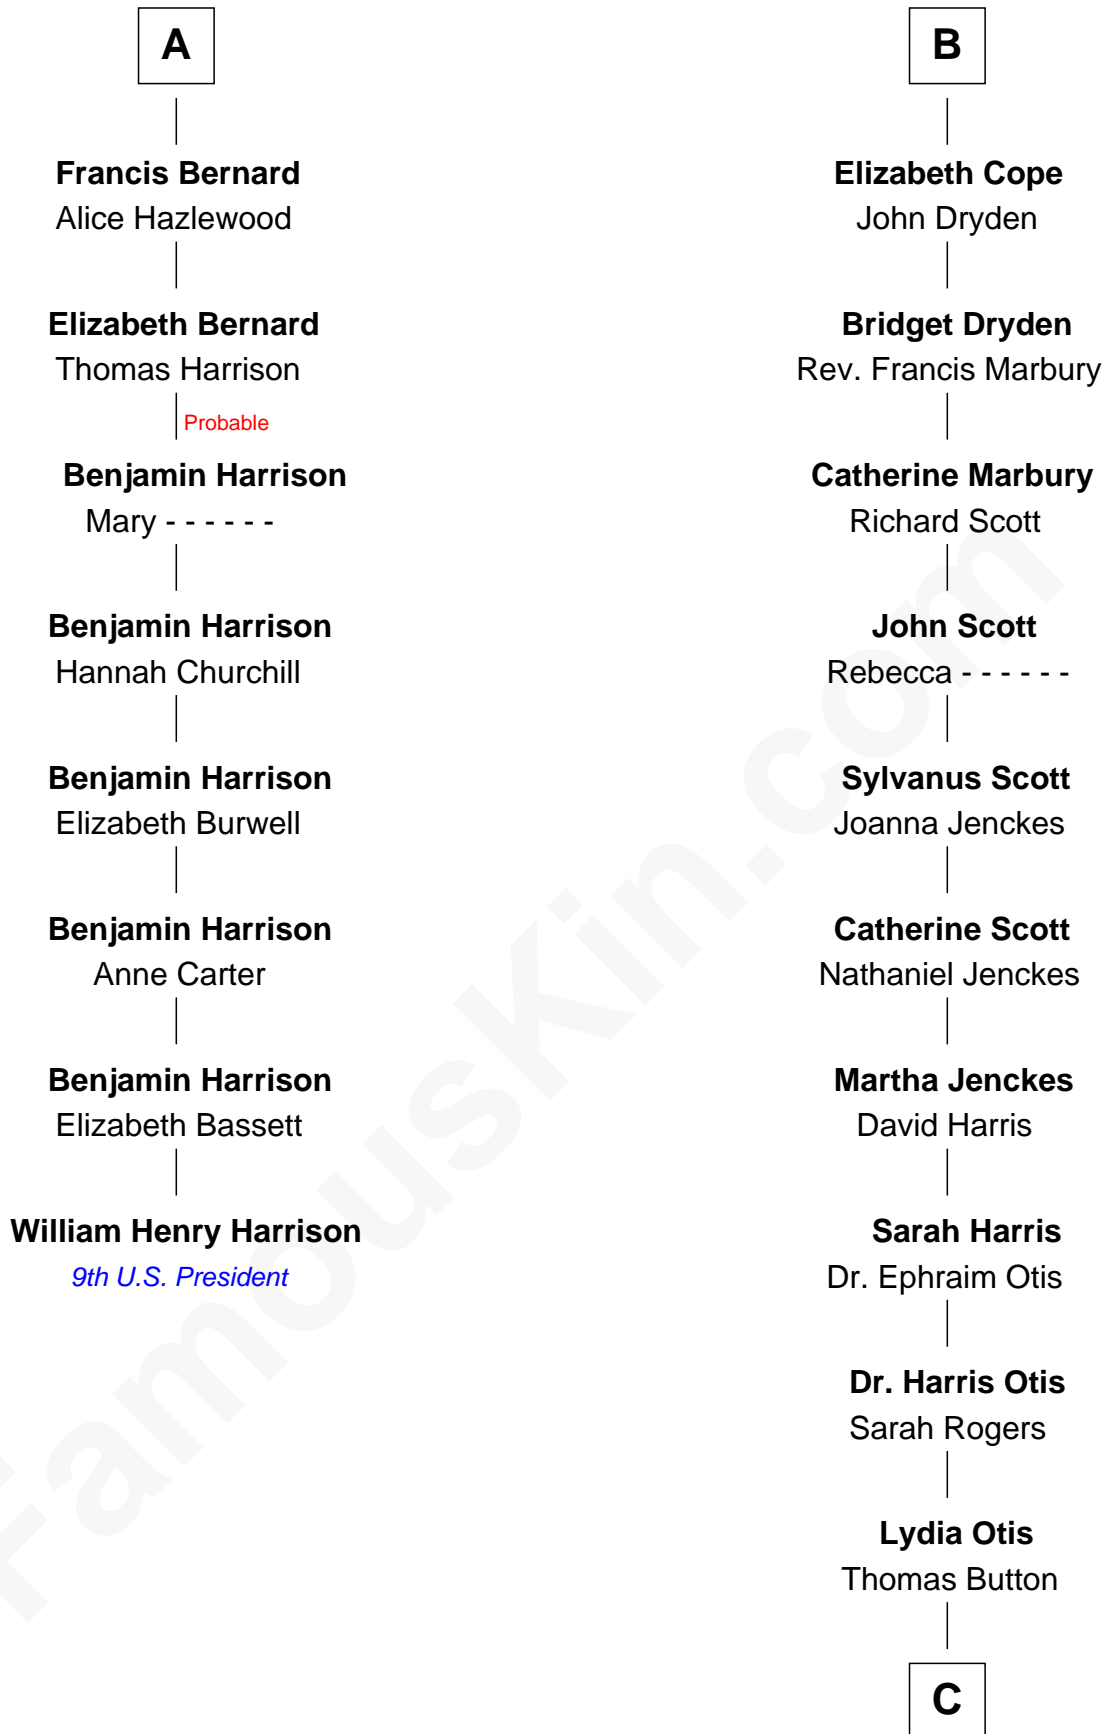 A
Francis Bernard
Alice Hazlewood
Elizabeth Bernard
Thomas Harrison
Probable
Benjamin Harrison
Mary - - - - - -
Benjamin Harrison
Hannah Churchill
Benjamin Harrison
Elizabeth Burwell
Benjamin Harrison
Anne Carter
Benjamin Harrison
Elizabeth Bassett
William Henry Harrison
9th U.S. President
B
Elizabeth Cope
John Dryden
Bridget Dryden
Rev. Francis Marbury
Catherine Marbury
Richard Scott
John Scott
Rebecca - - - - - -
Sylvanus Scott
Joanna Jenckes
Catherine Scott
Nathaniel Jenckes
Martha Jenckes
David Harris
Sarah Harris
Dr. Ephraim Otis
Dr. Harris Otis
Sarah Rogers
Lydia Otis
Thomas Button
C
FamousKin.com